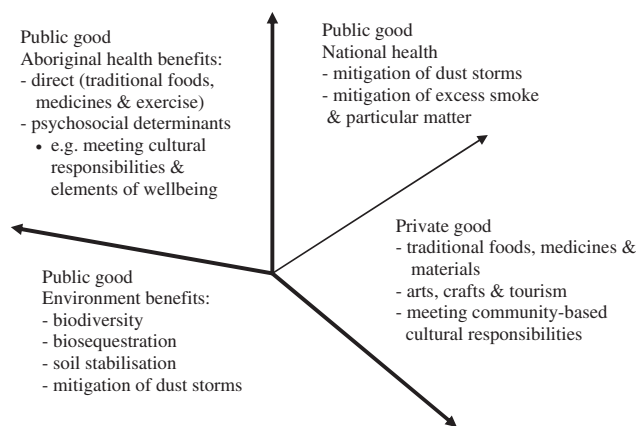 Public good
Aboriginal health benefits:
- direct (traditional foods,
medicines & exercise)
- psychosocial determinants
• e.g. meeting cultural
responsibilities &
elements of wellbeing
Public good
National health
- mitigation of dust storms
- mitigation of excess smoke
& particular matter
Public good
Environment benefits:
- biodiversity
- biosequestration
- soil stabilisation
- mitigation of dust storms
Private good
- traditional foods, medicines &
materials
- arts, crafts & tourism
- meeting community-based
cultural responsibilities